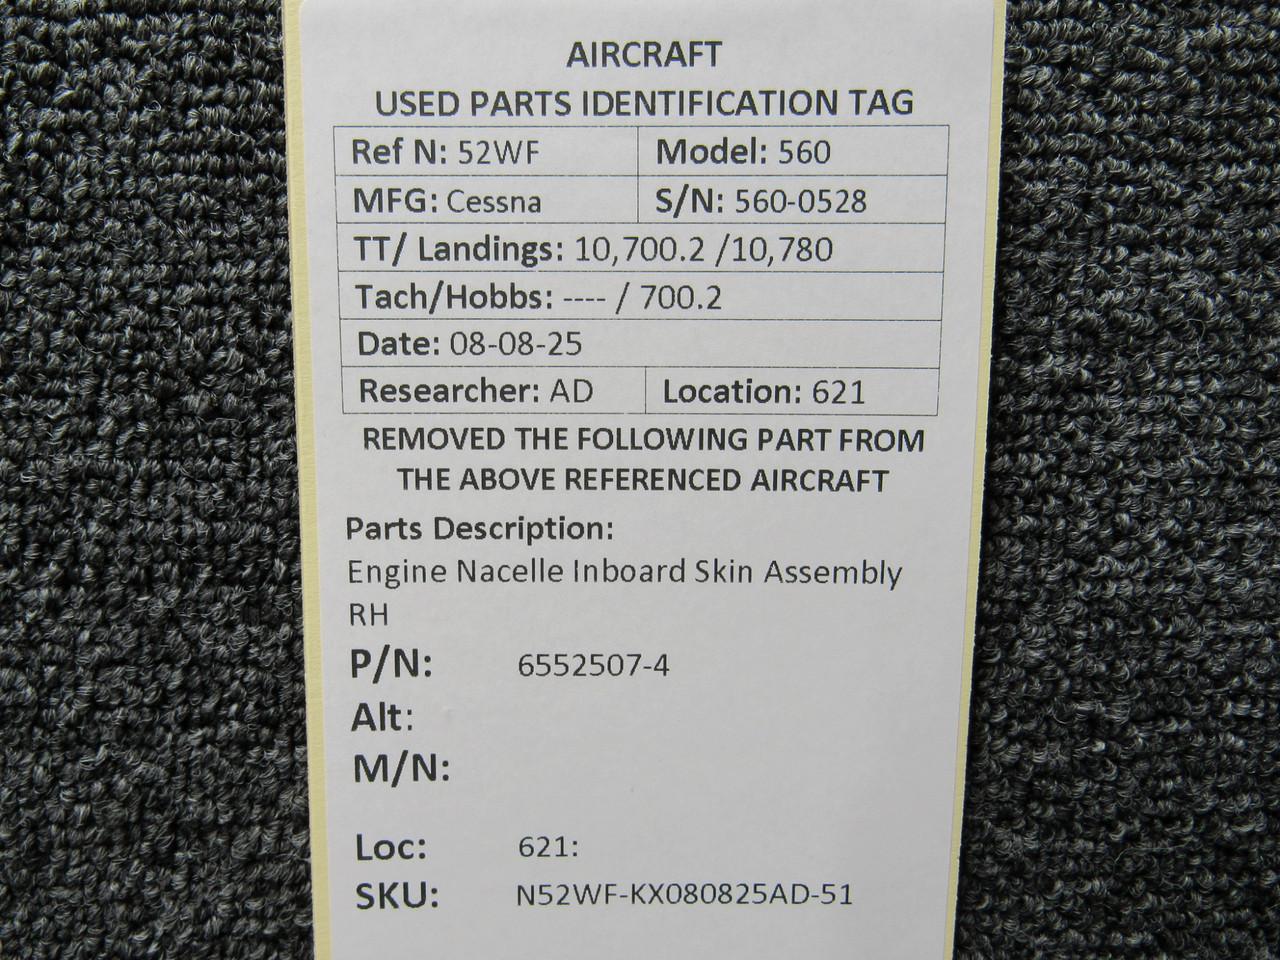 AIRCRAFT
USED PARTS IDENTIFICATION TAG
Ref N: 52WF Model: 560
MFG: Cessna S/N: 560-0528
TT/ Landings: 10,700.2 /10,780
Tach/Hobbs: ---- / 700.2
Date: 08-08-25
Researcher: AD Location: 621
REMOVED THE FOLLOWING PART FROM
THE ABOVE REFERENCED AIRCRAFT
Parts Description:
Engine Nacelle Inboard Skin Assembly
RH
P/N: 6552507-4
Alt:
M/N:
Loc: 621:
SKU: N52WF-KX080825AD-51